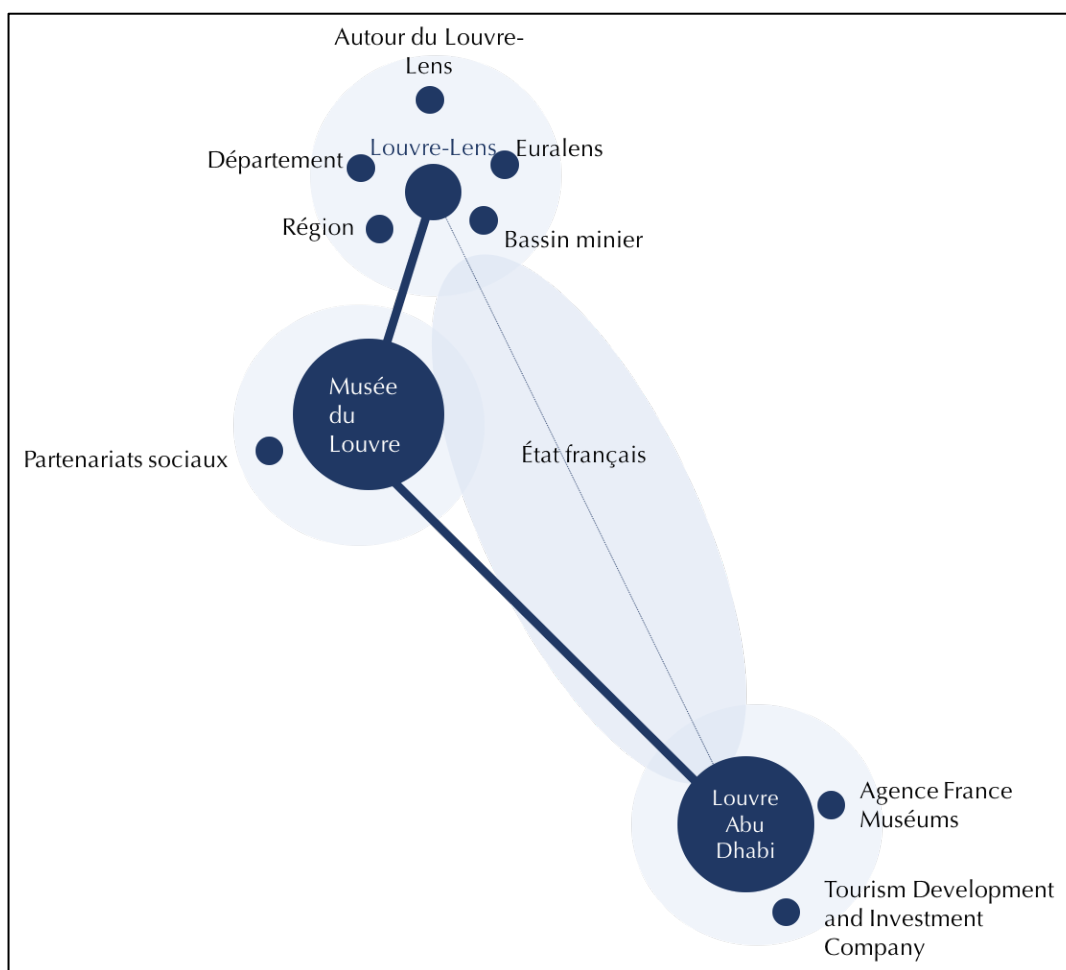 Autour du Louvre-
Lens
Louvre-Lens
Euralens
Département
Région
Bassin minier
Musée
du
Louvre
Partenariats sociaux
État français
Louvre
Abu
Dhabi
Agence France
Muséums
Tourism Development
and Investment
Company